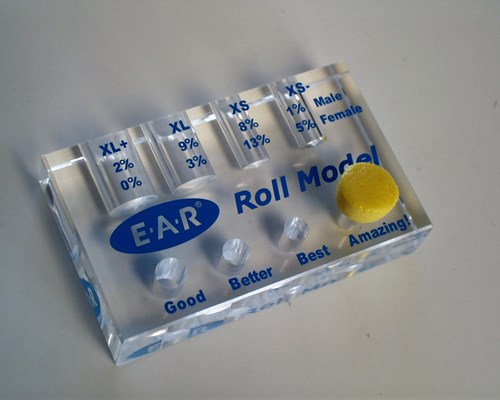 XL+ XL XS XS-
2% 9% 8% 1% Male
0% 3% 13% 5% Female
E·A·R® Roll Model
Good Better Best Amazing!
E·A·R